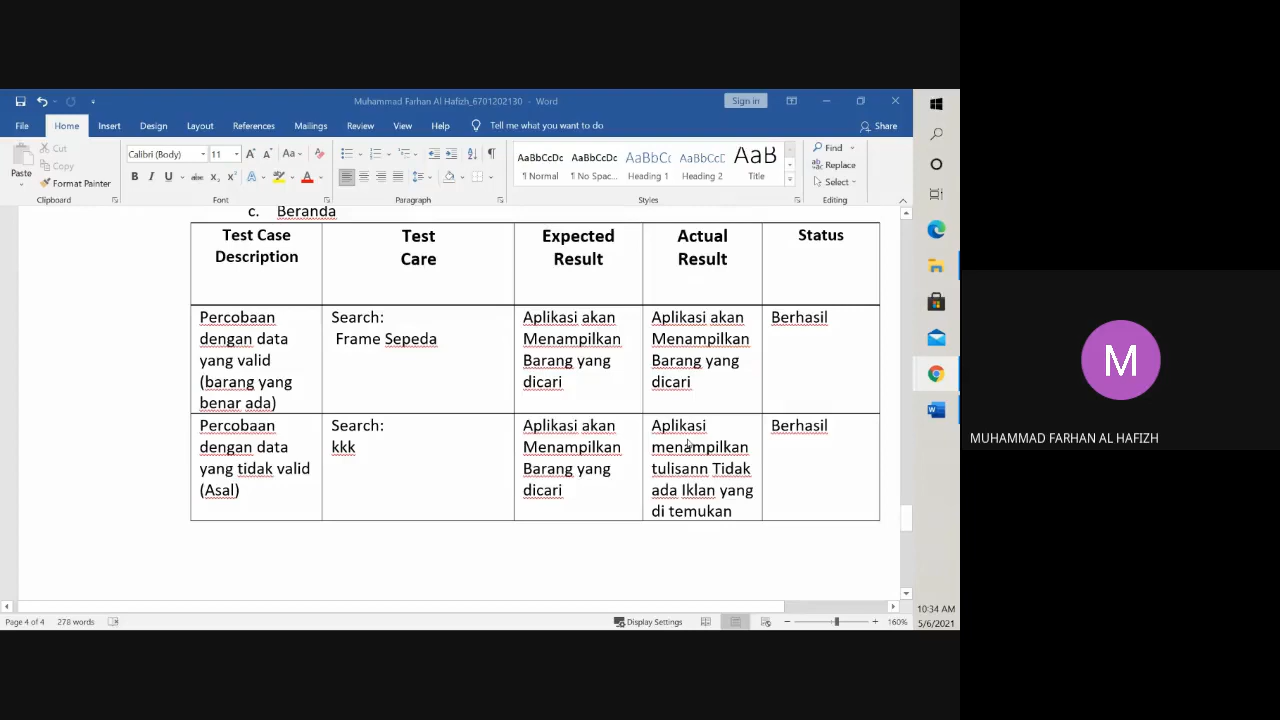 Muhammad Farhan Al Hafizh_6701202130 - Word
Sign in
File Home Insert Design Layout References Mailings Review View Help Tell me what you want to do Share
Paste
Cut
Copy
Format Painter
Clipboard
Calibri (Body) 11
Font
Paragraph
AaBbCcDc AaBbCcDc AaBbCc AaBbCcC AaB
¶ Normal ¶ No Spac... Heading 1 Heading 2 Title
Styles
Find
Replace
Select
Editing
c. Beranda
Test Case
Description
Test
Care
Expected
Result
Actual
Result
Status
Percobaan
dengan data
yang valid
(barang yang
benar ada)
Search:
Frame Sepeda
Aplikasi akan
Menampilkan
Barang yang
dicari
Aplikasi akan
Menampilkan
Barang yang
dicari
Berhasil
Percobaan
dengan data
yang tidak valid
(Asal)
Search:
kkk
Aplikasi akan
Menampilkan
Barang yang
dicari
Aplikasi
menampilkan
tulisann Tidak
ada Iklan yang
di temukan
Berhasil
Page 4 of 4 278 words Display Settings 160%
10:34 AM
5/6/2021
M
MUHAMMAD FARHAN AL HAFIZH